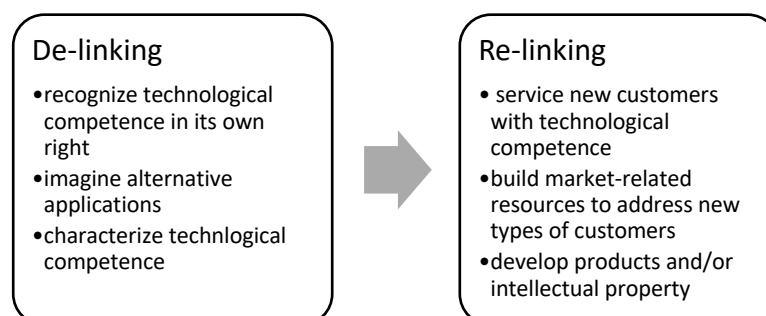 De-linking
•recognize technological
competence in its own
right
•imagine alternative
applications
•characterize technlogical
competence
Re-linking
• service new customers
with technological
competence
•build market-related
resources to address new
types of customers
•develop products and/or
intellectual property